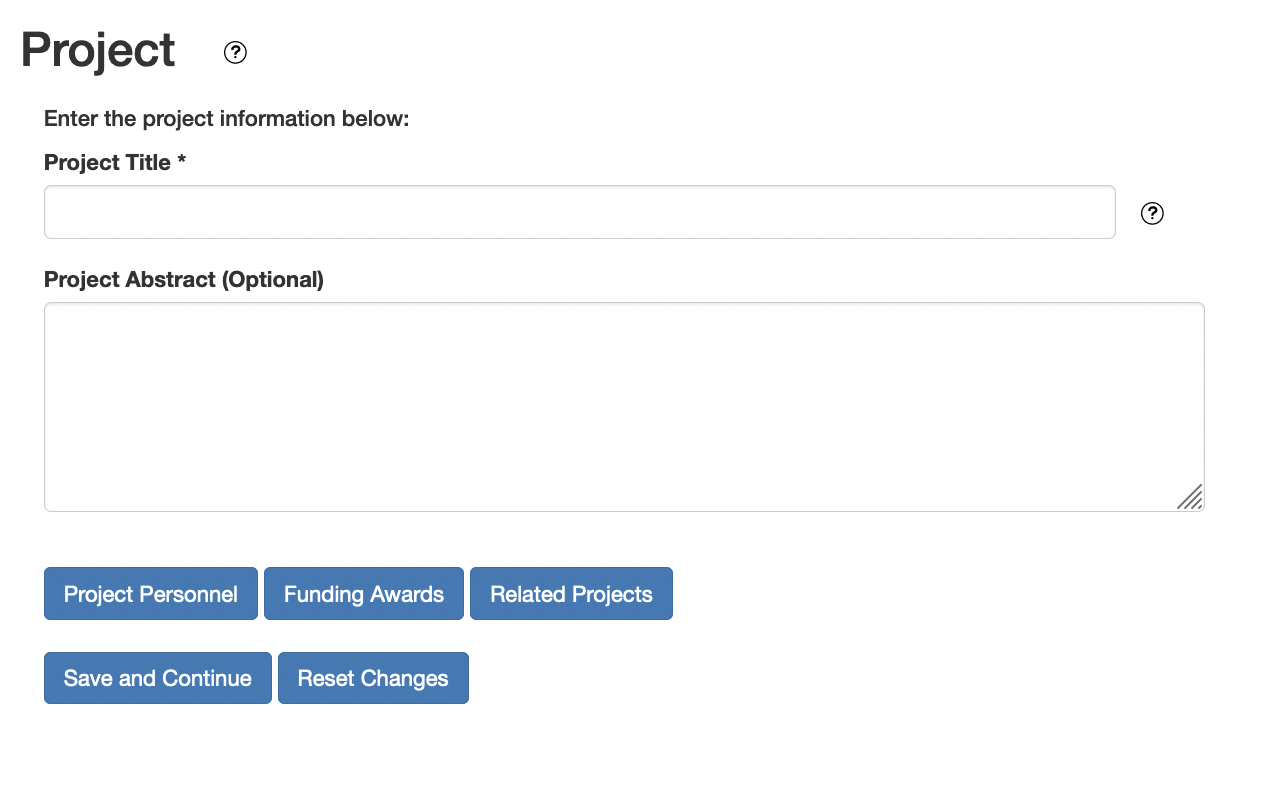 Project ?
Enter the project information below:
Project Title *
?
Project Abstract (Optional)
Project Personnel Funding Awards Related Projects
Save and Continue Reset Changes